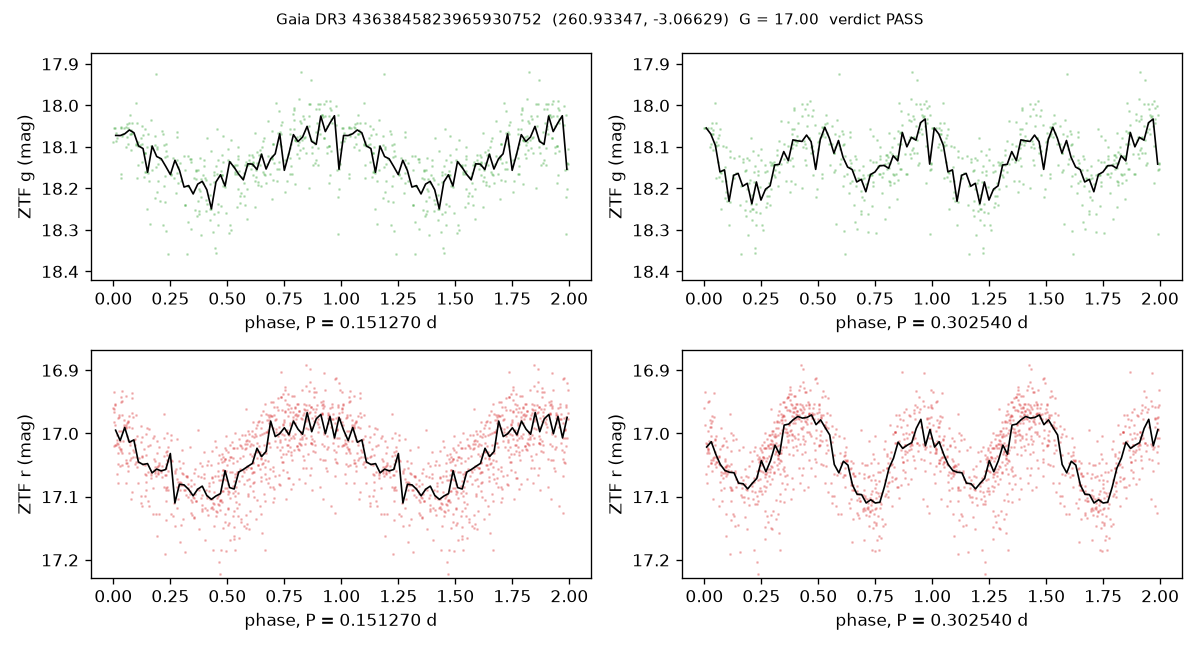 Gaia DR3 4363845823965930752 (260.93347, -3.06629) G = 17.00 verdict PASS
17.9
18.0
18.1
18.2
18.3
18.4
ZTF g (mag)
0.00 0.25 0.50 0.75 1.00 1.25 1.50 1.75 2.00
phase, P = 0.151270 d
17.9
18.0
18.1
18.2
18.3
18.4
ZTF g (mag)
0.00 0.25 0.50 0.75 1.00 1.25 1.50 1.75 2.00
phase, P = 0.302540 d
16.9
17.0
17.1
17.2
ZTF r (mag)
0.00 0.25 0.50 0.75 1.00 1.25 1.50 1.75 2.00
phase, P = 0.151270 d
16.9
17.0
17.1
17.2
ZTF r (mag)
0.00 0.25 0.50 0.75 1.00 1.25 1.50 1.75 2.00
phase, P = 0.302540 d